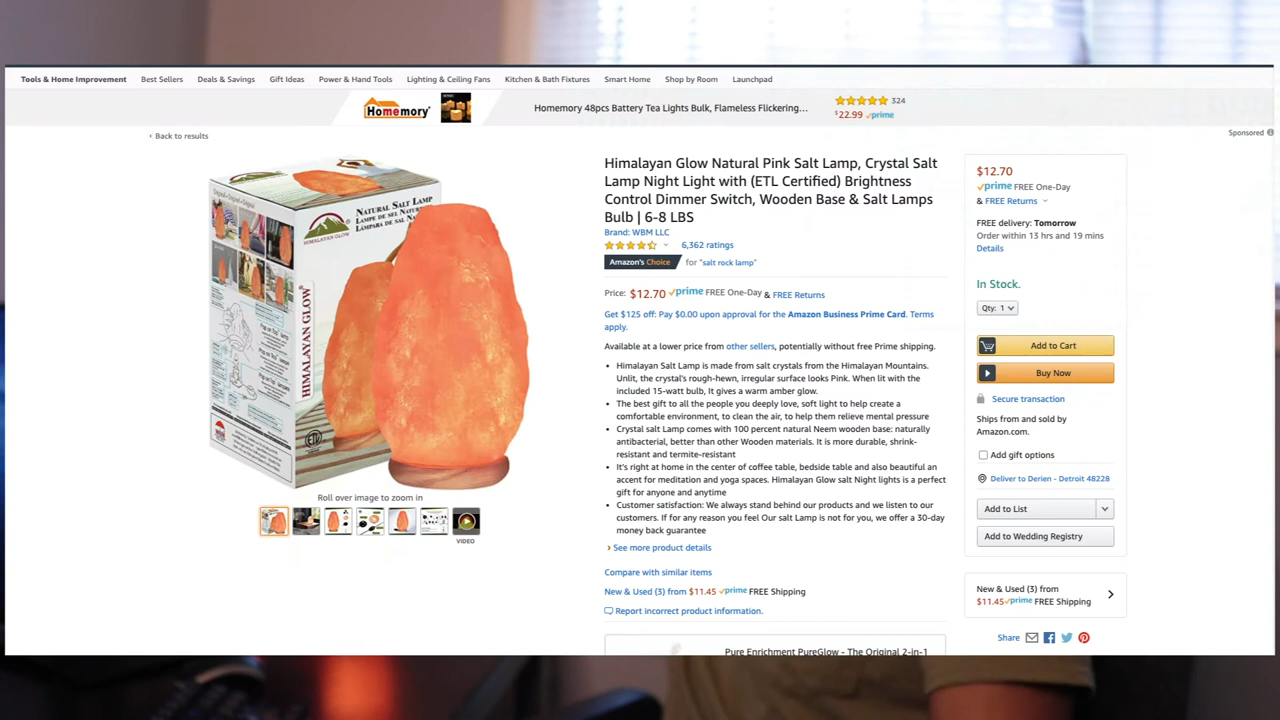 Tools & Home Improvement Best Sellers Deals & Savings Gift Ideas Power & Hand Tools Lighting & Ceiling Fans Kitchen & Bath Fixtures Smart Home Shop by Room Launchpad
Homemory
Homemory 48pcs Battery Tea Lights Bulk, Flameless Flickering...
324
$22.99 prime
Sponsored
‹ Back to results
NATURAL SALT LAMP
HIMALAYAN GLOW
HIMALAYAN GLOW
Roll over image to zoom in
VIDEO
Himalayan Glow Natural Pink Salt Lamp, Crystal Salt
Lamp Night Light with (ETL Certified) Brightness
Control Dimmer Switch, Wooden Base & Salt Lamps
Bulb | 6-8 LBS
Brand: WBM LLC
6,362 ratings
Amazon's Choice for "salt rock lamp"
Price: $12.70 prime FREE One-Day & FREE Returns
Get $125 off: Pay $0.00 upon approval for the Amazon Business Prime Card. Terms
apply.
Available at a lower price from other sellers, potentially without free Prime shipping.
• Himalayan Salt Lamp is made from salt crystals from the Himalayan Mountains.
Unlit, the crystal's rough-hewn, irregular surface looks Pink. When lit with the
included 15-watt bulb, It gives a warm amber glow.
• The best gift to all the people you deeply love, soft light to help create a
comfortable environment, to clean the air, to help them relieve mental pressure
• Crystal salt Lamp comes with 100 percent natural Neem wooden base: naturally
antibacterial, better than other Wooden materials. It is more durable, shrink-
resistant and termite-resistant
• It's right at home in the center of coffee table, bedside table and also beautiful an
accent for meditation and yoga spaces. Himalayan Glow salt Night lights is a perfect
gift for anyone and anytime
• Customer satisfaction: We always stand behind our products and we listen to our
customers. If for any reason you feel Our salt Lamp is not for you, we offer a 30-day
money back guarantee
› See more product details
Compare with similar items
New & Used (3) from $11.45 prime FREE Shipping
Report incorrect product information.
Pure Enrichment PureGlow - The Original 2-in-1
$12.70
prime FREE One-Day
& FREE Returns
FREE delivery: Tomorrow
Order within 13 hrs and 19 mins
Details
In Stock.
Qty: 1
Add to Cart
Buy Now
Secure transaction
Ships from and sold by
Amazon.com.
Add gift options
Deliver to Derien - Detroit 48228
Add to List
Add to Wedding Registry
New & Used (3) from
$11.45 prime FREE Shipping
Share